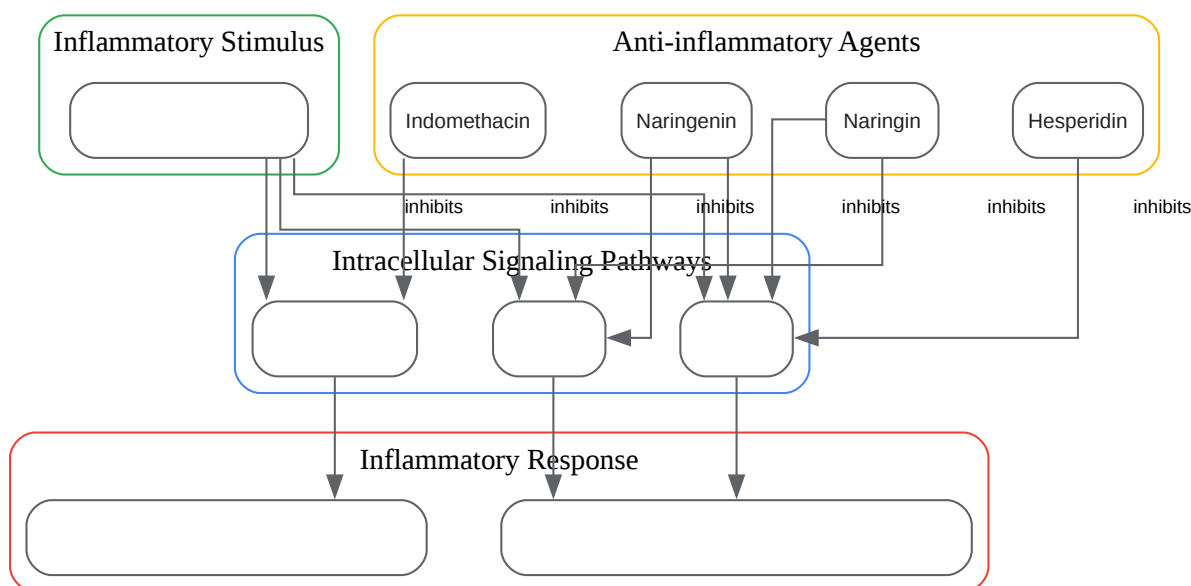 Inflammatory Stimulus
Anti-inflammatory Agents
Indomethacin
Naringenin
Naringin
Hesperidin
inhibits
inhibits
inhibits
inhibits
inhibits
inhibits
Intracellular Signaling Pathways
Inflammatory Response